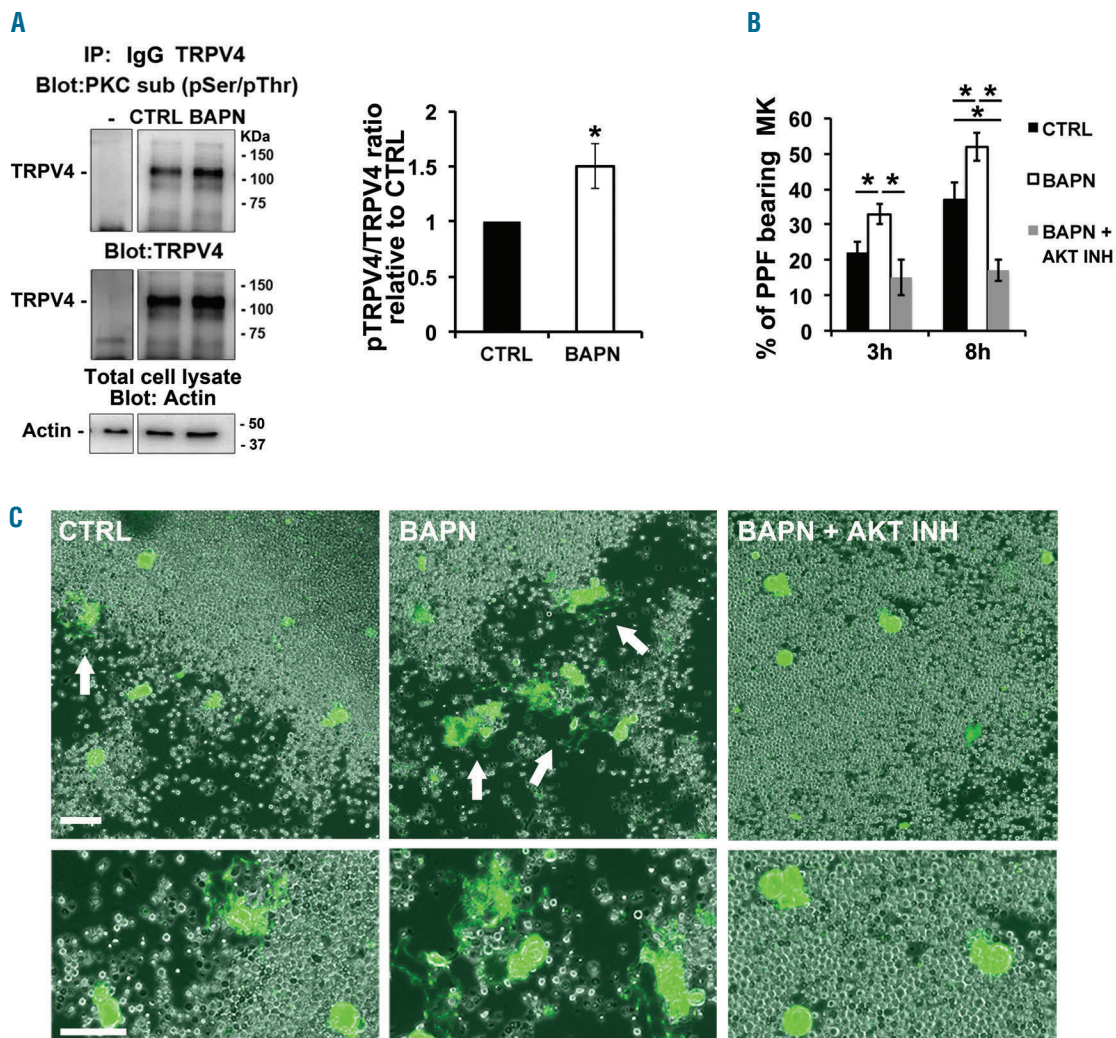 A
IP: IgG TRPV4
Blot:PKC sub (pSer/pThr)
- CTRL BAPN
KDa
TRPV4 -
- 150
- 100
- 75
Blot:TRPV4
TRPV4 -
- 150
- 100
- 75
Total cell lysate
Blot: Actin
Actin -
- 50
- 37
pTRPV4/TRPV4 ratio
relative to CTRL
2
1.5
1
0.5
0
*
CTRL
BAPN
B
% of PPF bearing MK
60
50
40
30
20
10
0
* *
* *
*
3h
8h
CTRL
BAPN
BAPN +
AKT INH
C
CTRL
BAPN
BAPN + AKT INH